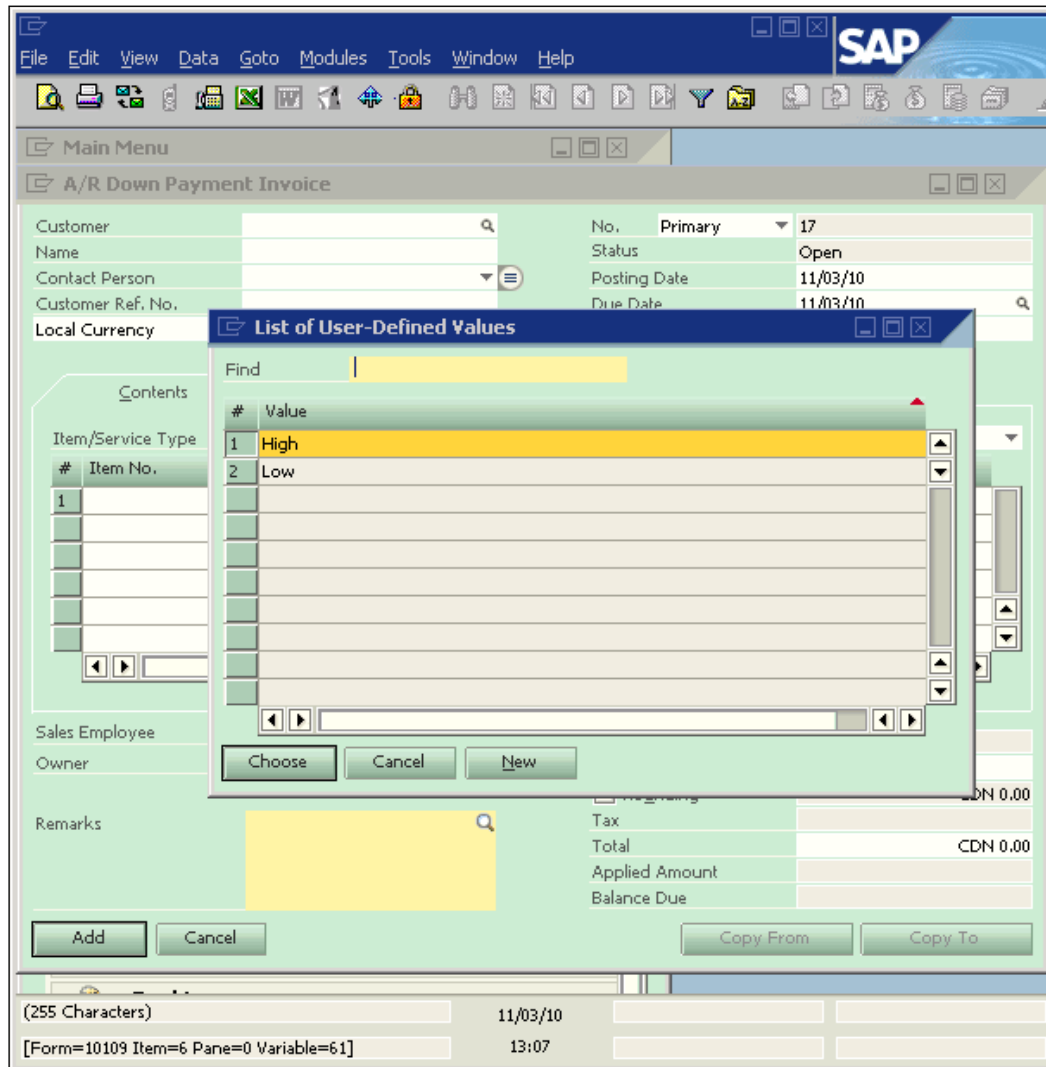 File Edit View Data Goto Modules Tools Window Help
SAP
Main Menu
A/R Down Payment Invoice
Customer
No. Primary 17
Name
Status Open
Contact Person
Posting Date 11/03/10
Customer Ref. No.
Due Date 11/03/10
Local Currency
List of User-Defined Values
Find
Contents
# Value
Item/Service Type
1 High
# Item No.
2 Low
1
Sales Employee
Choose Cancel New
Owner
CDN 0.00
Remarks
Tax
Total CDN 0.00
Applied Amount
Balance Due
Add Cancel Copy From Copy To
(255 Characters)
11/03/10
[Form=10109 Item=6 Pane=0 Variable=61]
13:07